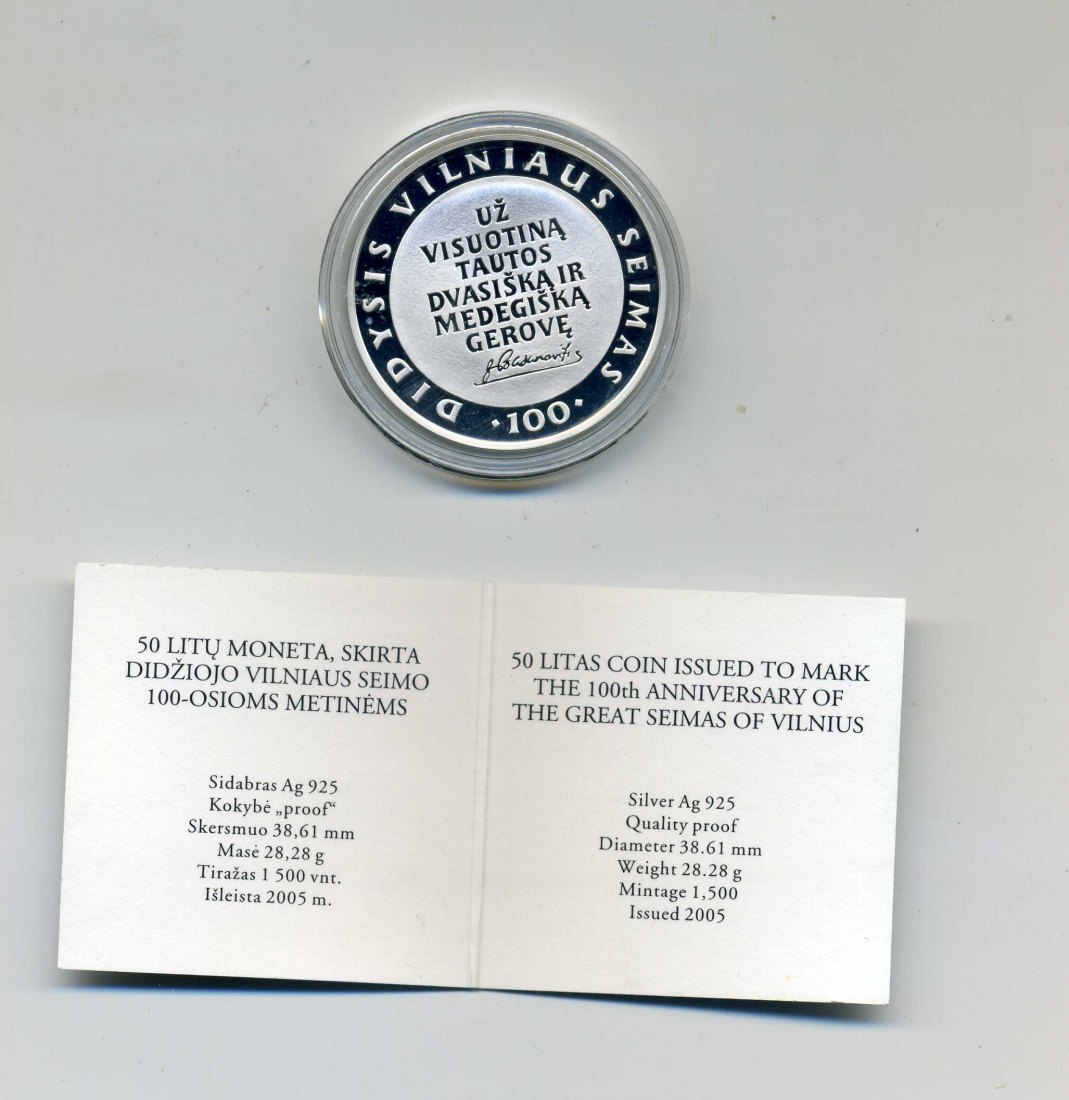 DIDYSIS VILNIAUS SEIMAS
UŽ
VISUOTINĄ
TAUTOS
DVASIŠKĄ IR
MEDEGIŠKĄ
GEROVĘ
J. Basanavičius
·100·
50 LITŲ MONETA, SKIRTA
DIDŽIOJO VILNIAUS SEIMO
100-OSIOMS METINĖMS
Sidabras Ag 925
Kokybė „proof“
Skersmuo 38,61 mm
Masė 28,28 g
Tiražas 1 500 vnt.
Išleista 2005 m.
50 LITAS COIN ISSUED TO MARK
THE 100th ANNIVERSARY OF
THE GREAT SEIMAS OF VILNIUS
Silver Ag 925
Quality proof
Diameter 38.61 mm
Weight 28.28 g
Mintage 1,500
Issued 2005